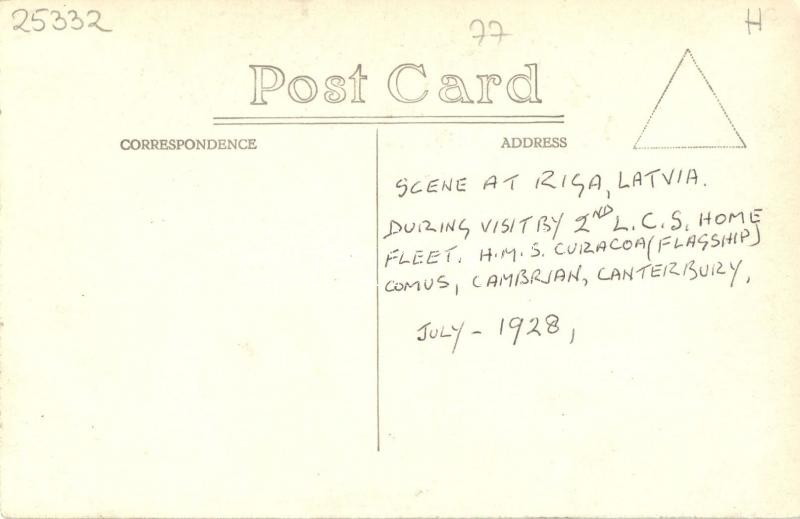 25332
77
H
Post Card
CORRESPONDENCE
ADDRESS
SCENE AT RIGA, LATVIA.
DURING VISIT BY 2ND L.C.S. HOME
FLEET. H.M.S. CURACOA (FLAGSHIP)
COMUS, CAMBRIAN, CANTERBURY,
JULY - 1928,